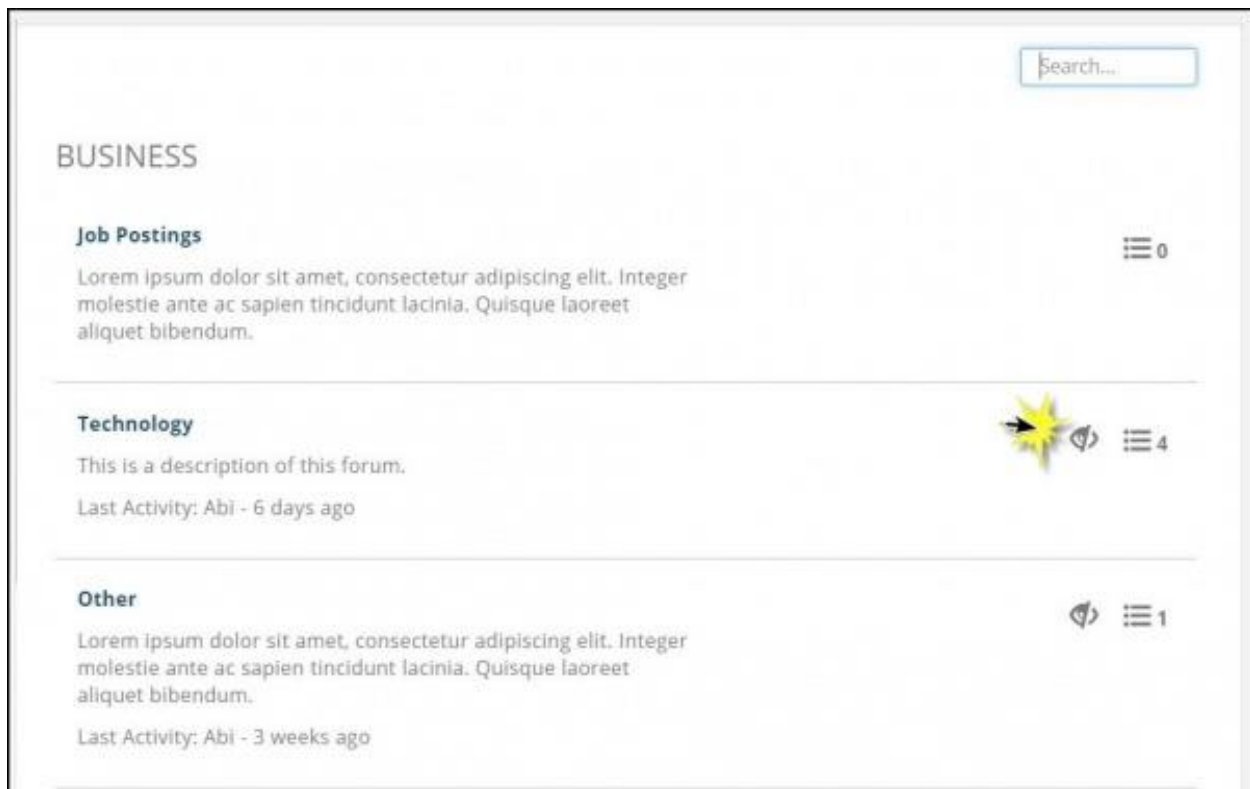 Search...
BUSINESS
Job Postings
0
Lorem ipsum dolor sit amet, consectetur adipiscing elit. Integer
molestie ante ac sapien tincidunt lacinia. Quisque laoreet
aliquet bibendum.
Technology
4
This is a description of this forum.
Last Activity: Abi - 6 days ago
Other
1
Lorem ipsum dolor sit amet, consectetur adipiscing elit. Integer
molestie ante ac sapien tincidunt lacinia. Quisque laoreet
aliquet bibendum.
Last Activity: Abi - 3 weeks ago